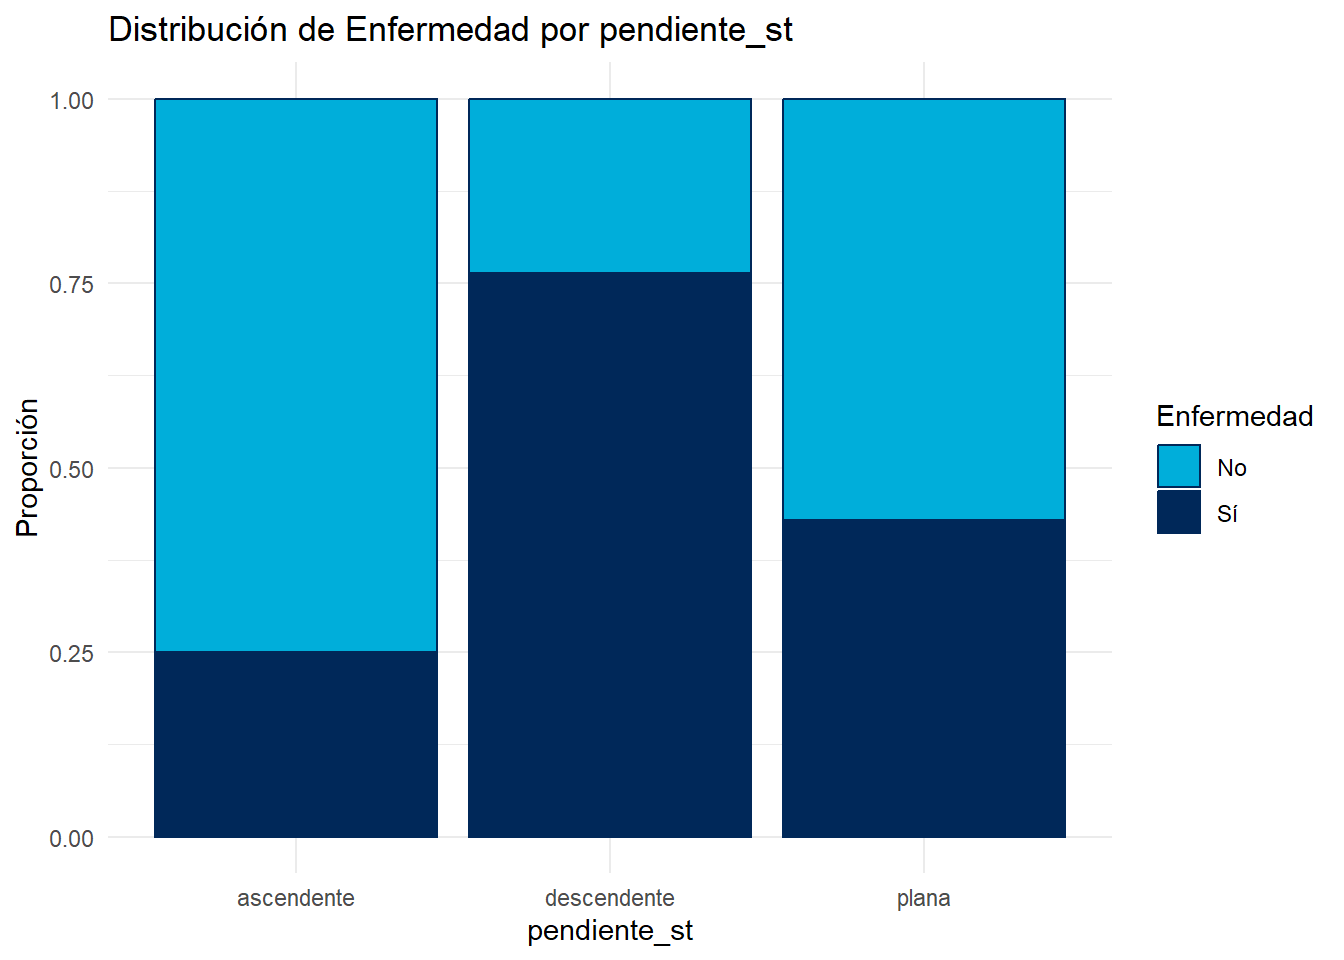 Distribución de Enfermedad por pendiente_st
Proporción
1.00
0.75
0.50
0.25
0.00
ascendente
descendente
plana
pendiente_st
Enfermedad
No
Sí